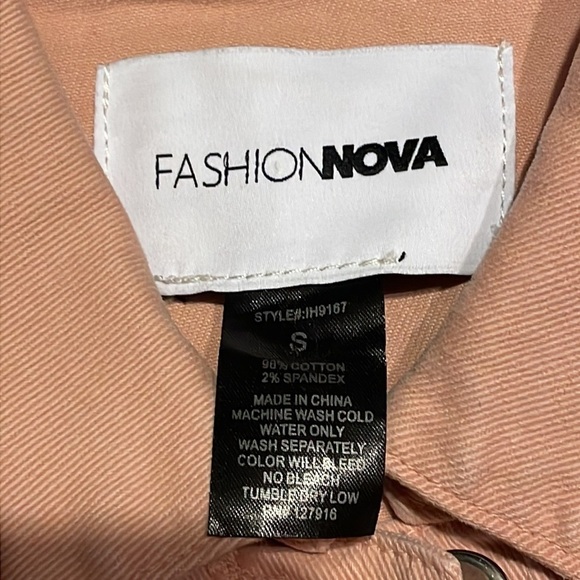 FASHIONNOVA
STYLE#:IH9167
S
98% COTTON
2% SPANDEX
MADE IN CHINA
MACHINE WASH COLD
WATER ONLY
WASH SEPARATELY
COLOR WILL BLEED
NO BLEACH
TUMBLE DRY LOW
RN# 127916